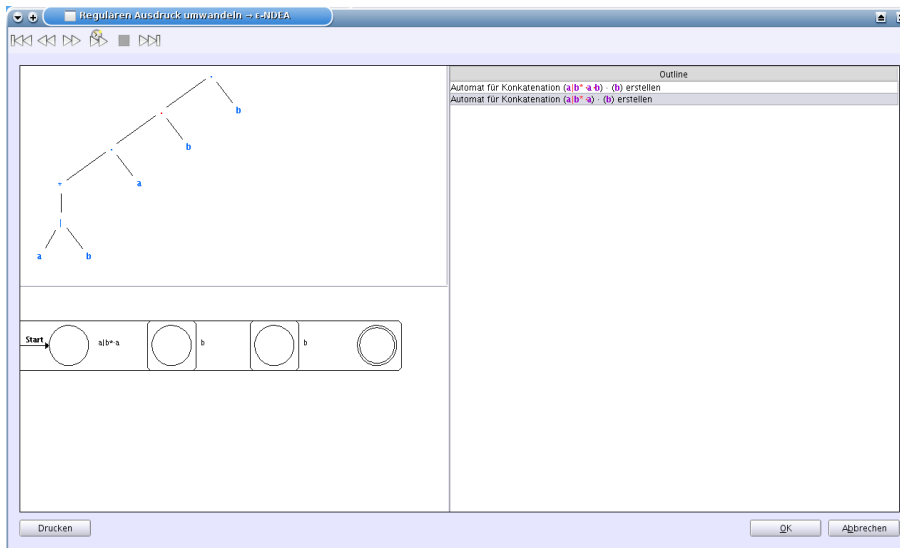 Regulären Ausdruck umwandeln → ε-NDEA
Outline
Automat für Konkatenation (a|b*·a·b) · (b) erstellen
Automat für Konkatenation (a|b*·a) · (b) erstellen
·
b
·
b
·
a
*
|
a
b
Start
a|b*·a
b
b
Drucken
OK
Abbrechen